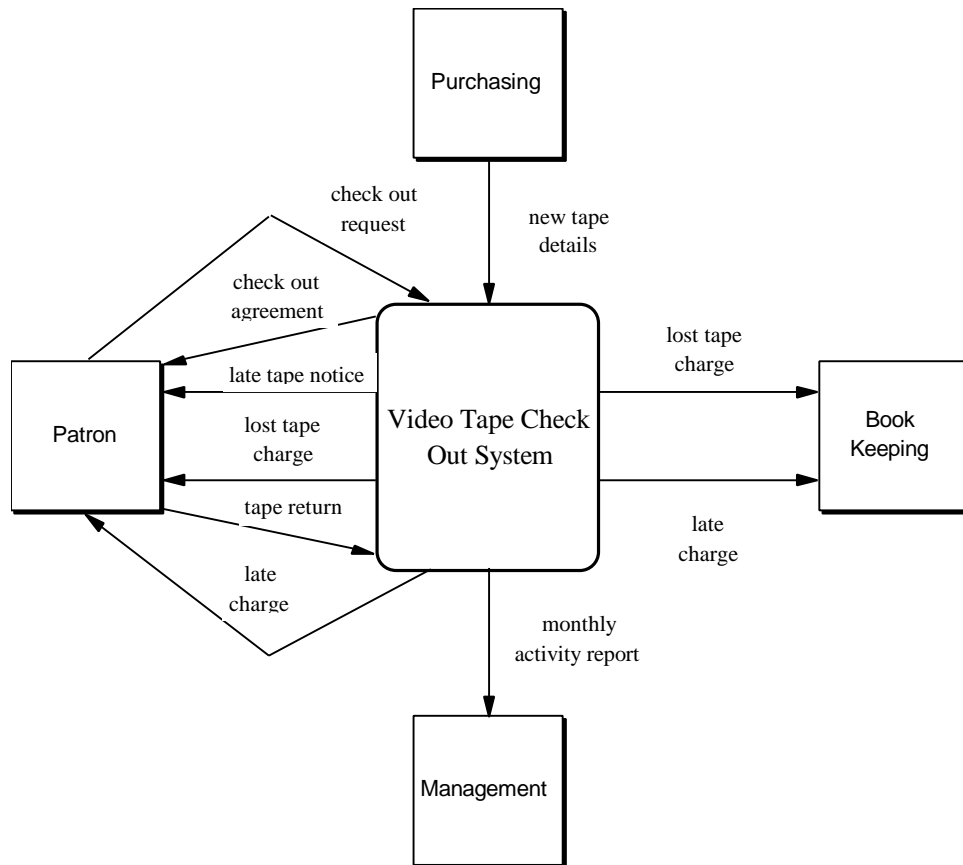 Purchasing
check out
request
new tape
details
check out
agreement
lost tape
charge
late tape notice
Video Tape Check
Out System
Patron
Book
Keeping
lost tape
charge
tape return
late
charge
late
charge
monthly
activity report
Management